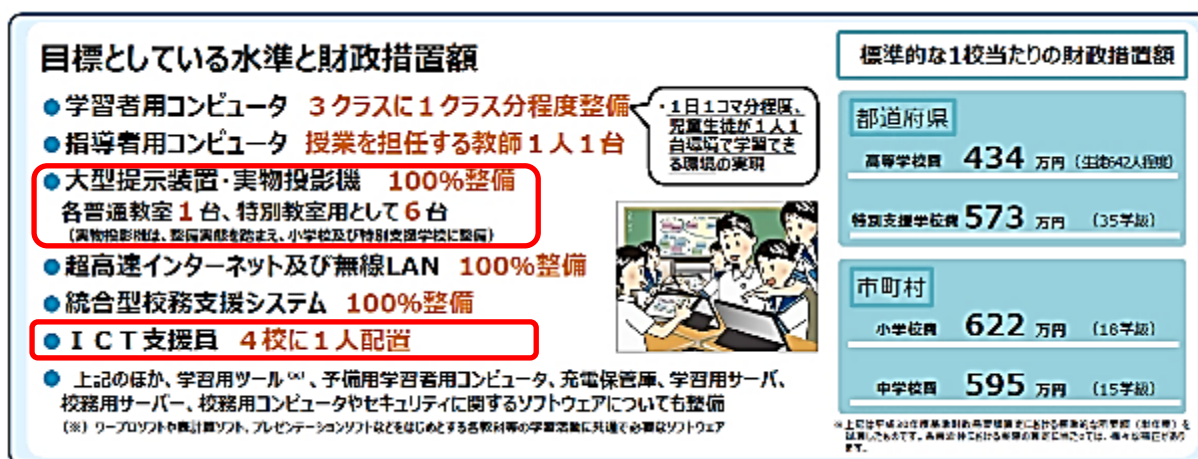 目標としている水準と財政措置額
●学習者用コンピュータ 3クラスに1クラス分程度整備
・1日1コマ分程度、
児童生徒が1人1
台環境で学習でき
る環境の実現
●指導者用コンピュータ 授業を担任する教師1人1台
●大型提示装置・実物投影機 100%整備
各普通教室1台、特別教室用として6台
(実物投影機は、整備実態を踏まえ、小学校及び特別支援学校に整備)
●超高速インターネット及び無線LAN 100%整備
●統合型校務支援システム 100%整備
●ICT支援員 4校に1人配置
● 上記のほか、学習用ツール(※)、予備用学習者用コンピュータ、充電保管庫、学習用サーバ、
校務用サーバー、校務用コンピュータやセキュリティに関するソフトウェアについても整備
(※) ワープロソフトや表計算ソフト、プレゼンテーションソフトなどをはじめとする各教科等の学習活動に共通で必要なソフトウェア
標準的な1校当たりの財政措置額
都道府県
高等学校費 434 万円 (生徒642人程度)
特別支援学校費 573 万円 (35学級)
市町村
小学校費 622 万円 (18学級)
中学校費 595 万円 (15学級)